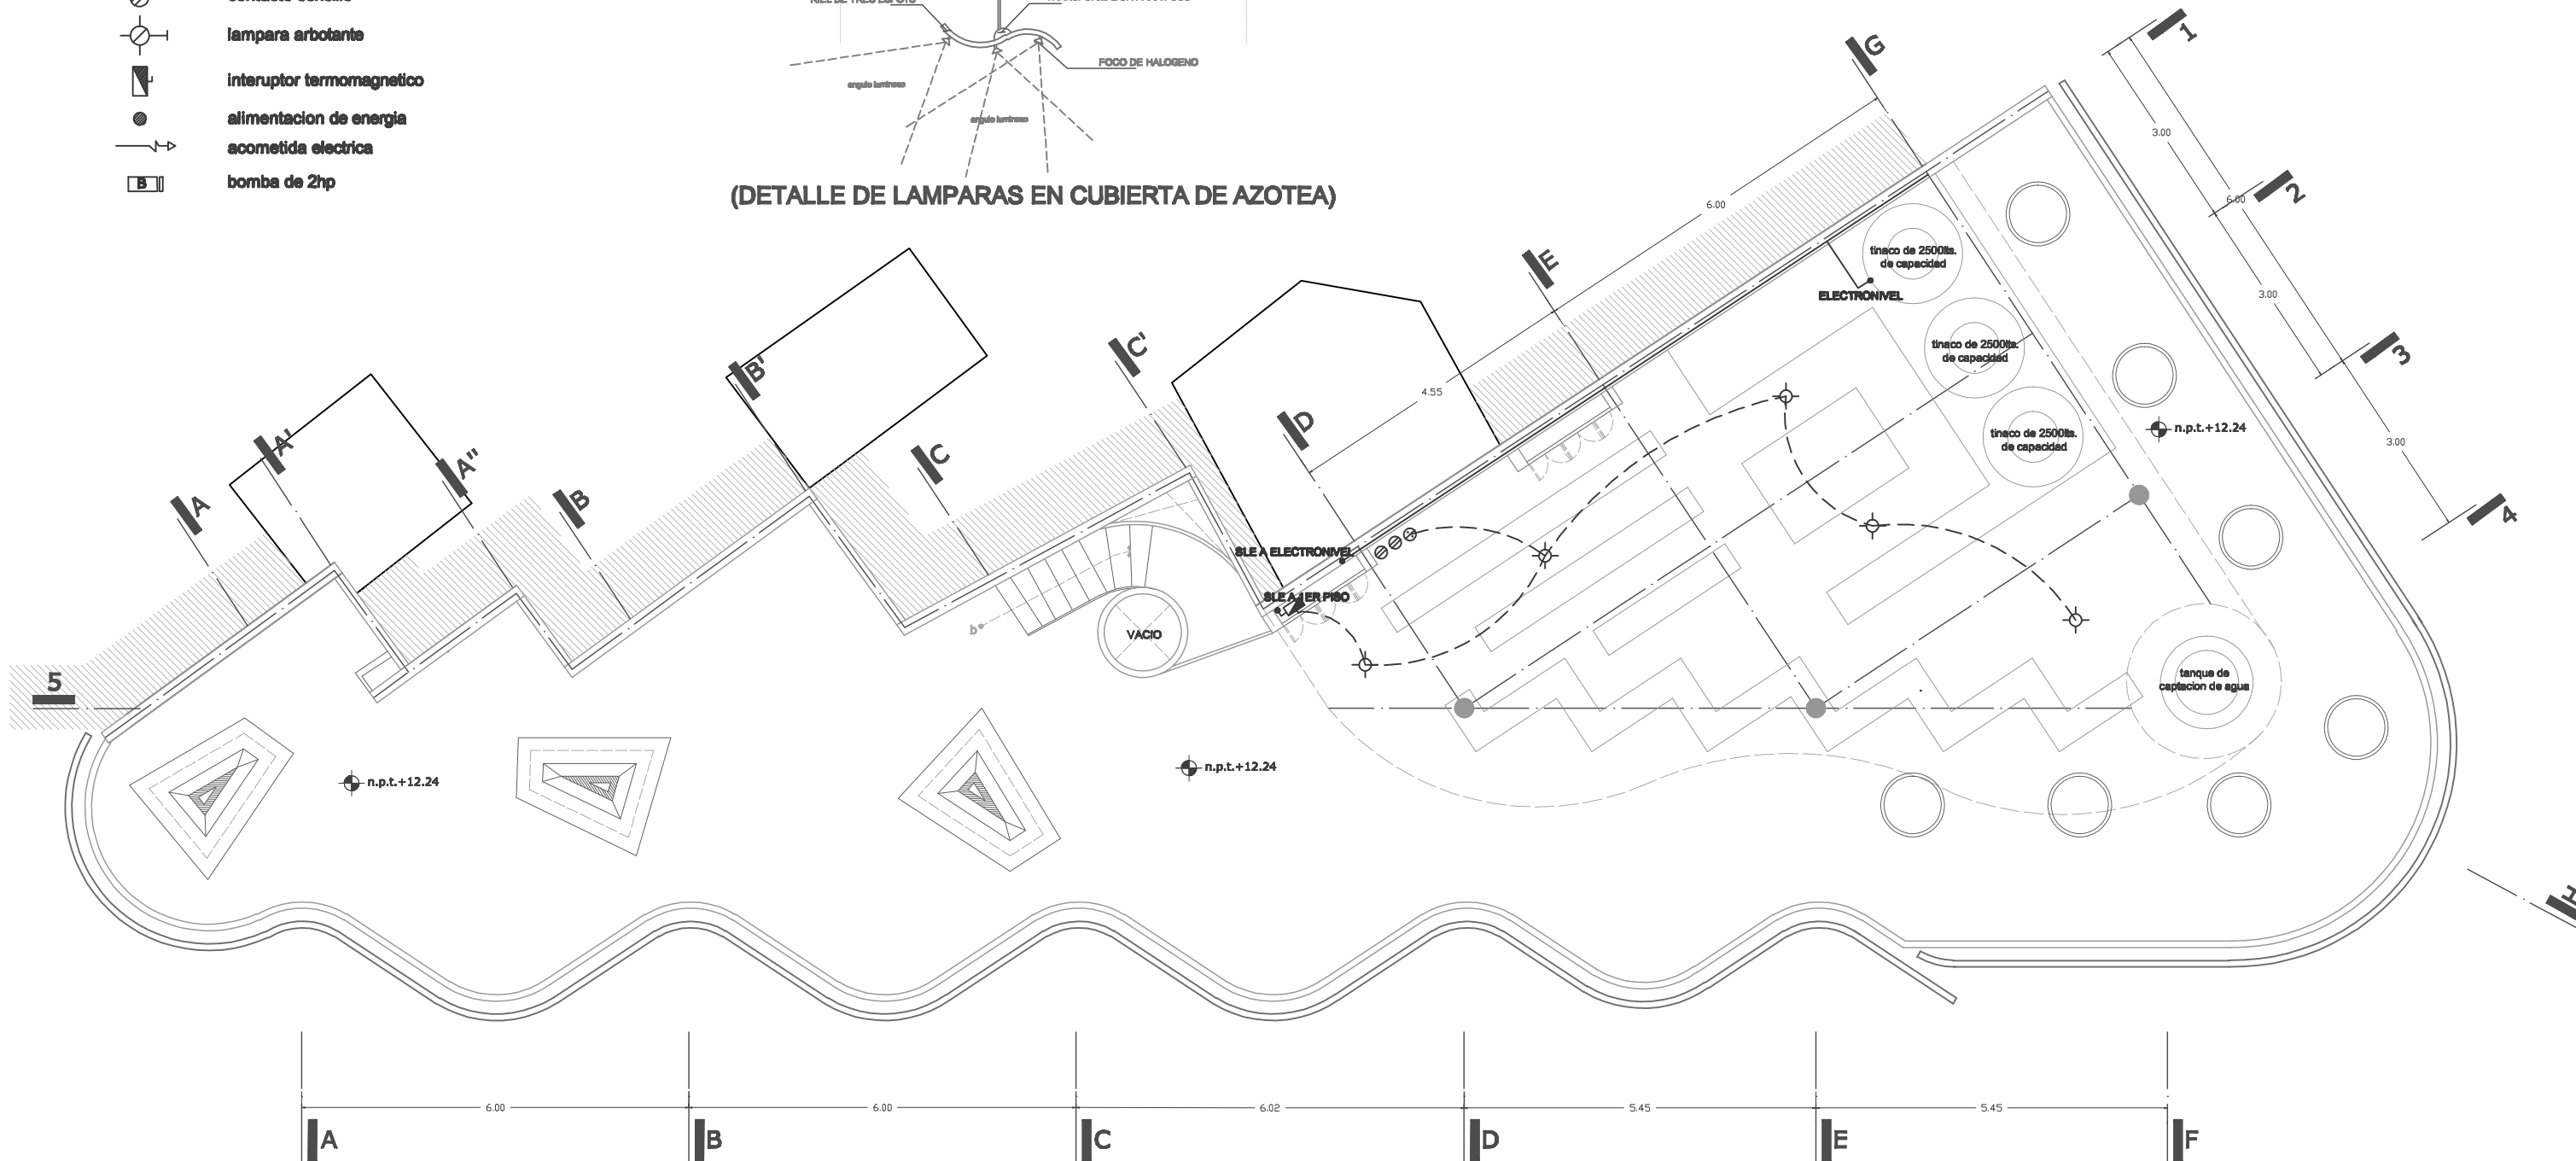 lampara arbotante
interuptor termomagnetico
alimentacion de energia
acometida electrica
B
bomba de 2hp
FOCO DE HALOGENO
angulo luminoso
angulo luminoso
(DETALLE DE LAMPARAS EN CUBIERTA DE AZOTEA)
G
1
3.00
2
6.00
6.00
3.00
3
3.00
4
E
4.55
D
C'
C
B'
B
A'
A''
A
5
tinaco de 2500lts.
de capacidad
ELECTRONIVEL
tinaco de 2500lts.
de capacidad
tinaco de 2500lts.
de capacidad
n.p.t.+12.24
SLE A ELECTRONIVEL
SLE A 1ER PISO
b
VACIO
tanque de
captacion de agua
n.p.t.+12.24
n.p.t.+12.24
6.00
6.00
6.02
5.45
5.45
A
B
C
D
E
F